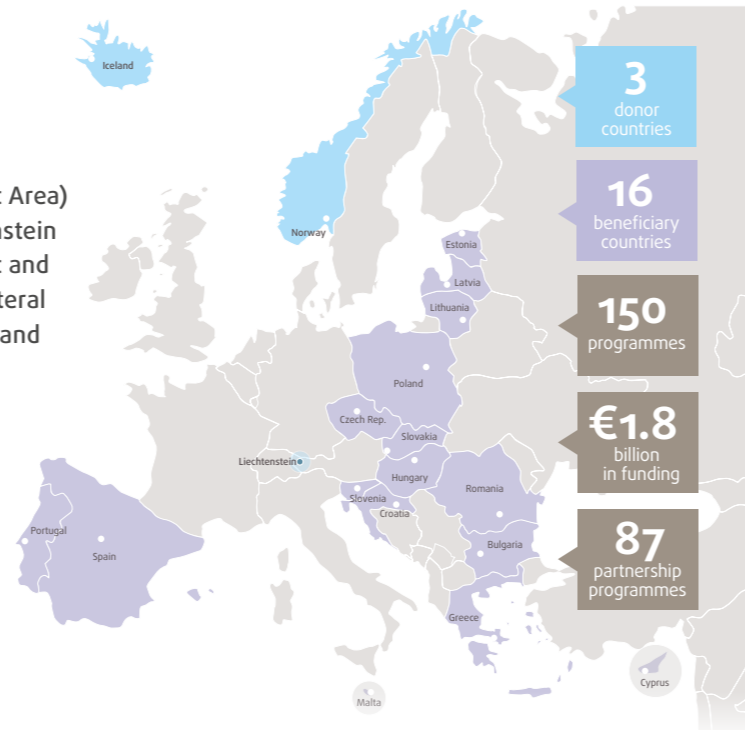 Area)
nstein
and
teral
and
Iceland
Norway
Estonia
Latvia
Lithuania
Poland
Czech Rep.
Slovakia
Liechtenstein
Hungary
Romania
Slovenia
Croatia
Portugal
Spain
Bulgaria
Greece
Cyprus
Malta
3
donor
countries
16
beneficiary
countries
150
programmes
€1.8
billion
in funding
87
partnership
programmes